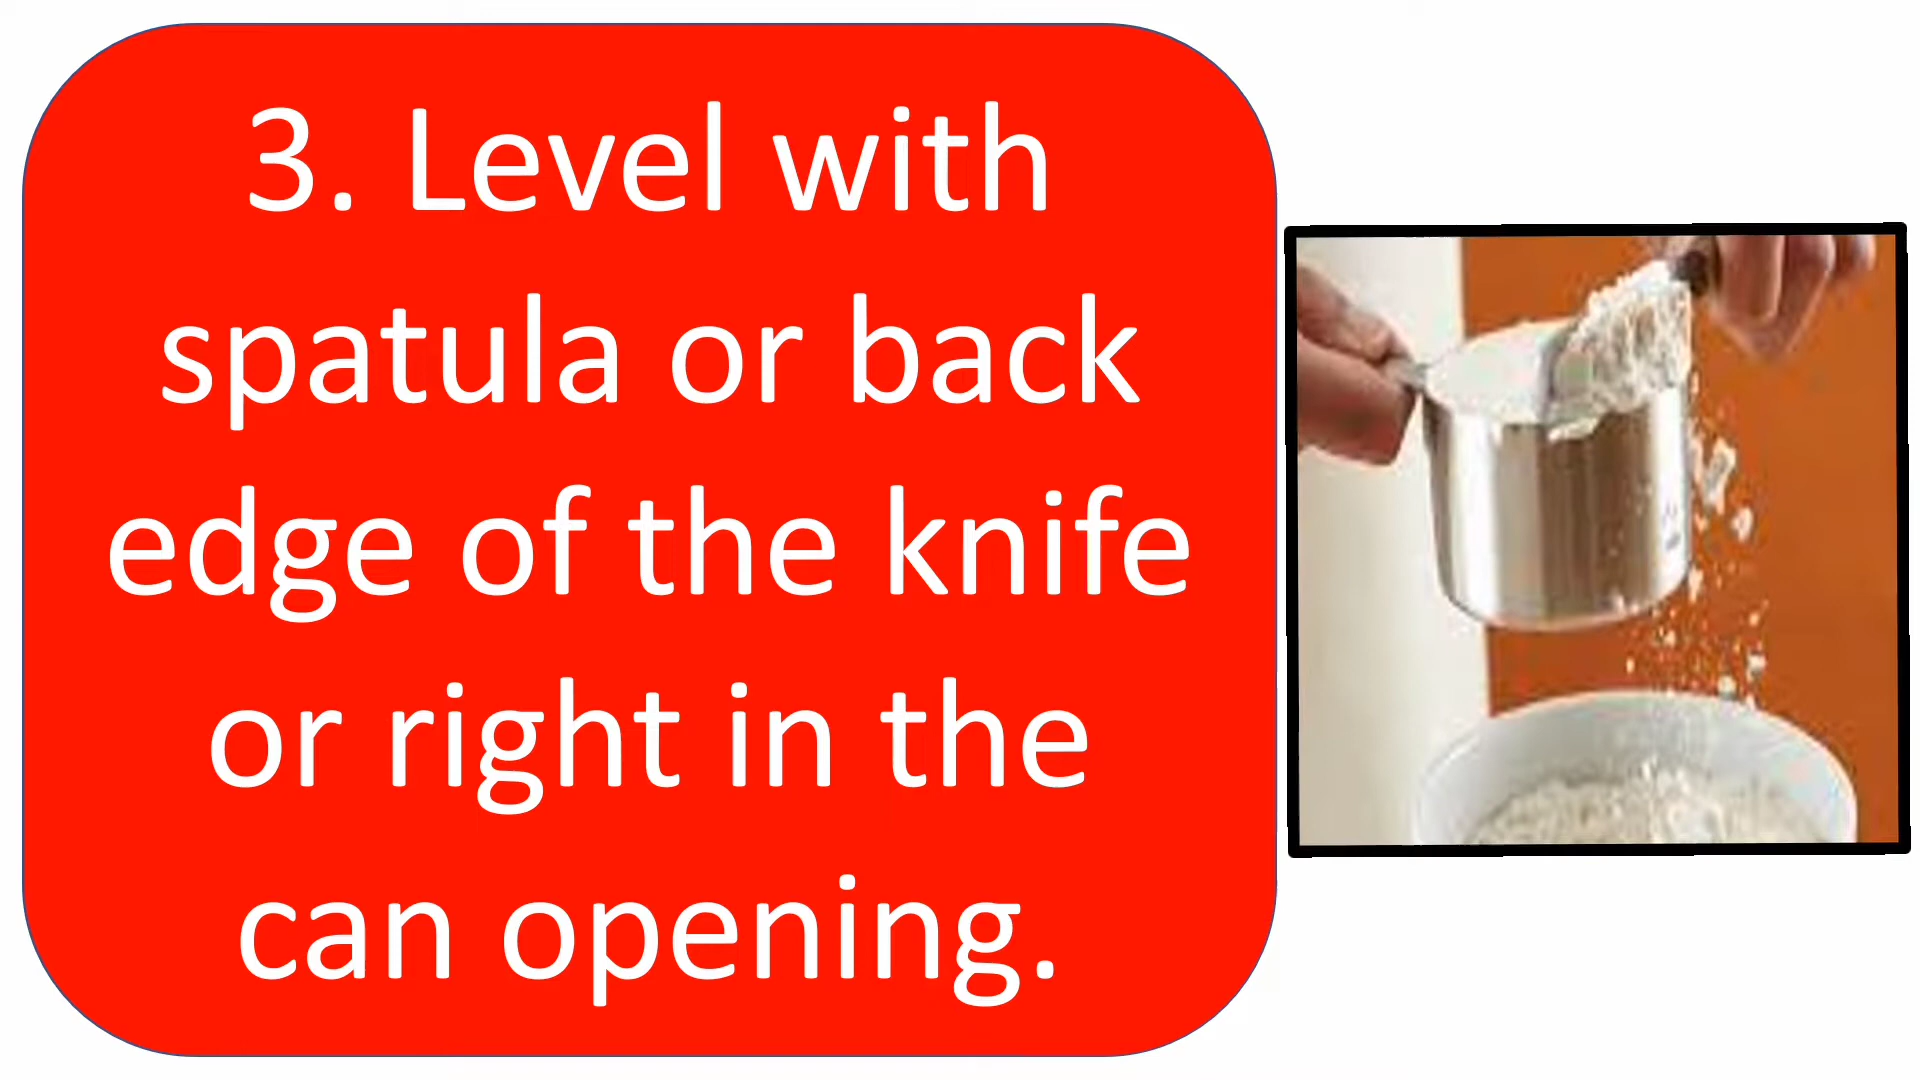 3. Level with
spatula or back
edge of the knife
or right in the
can opening.